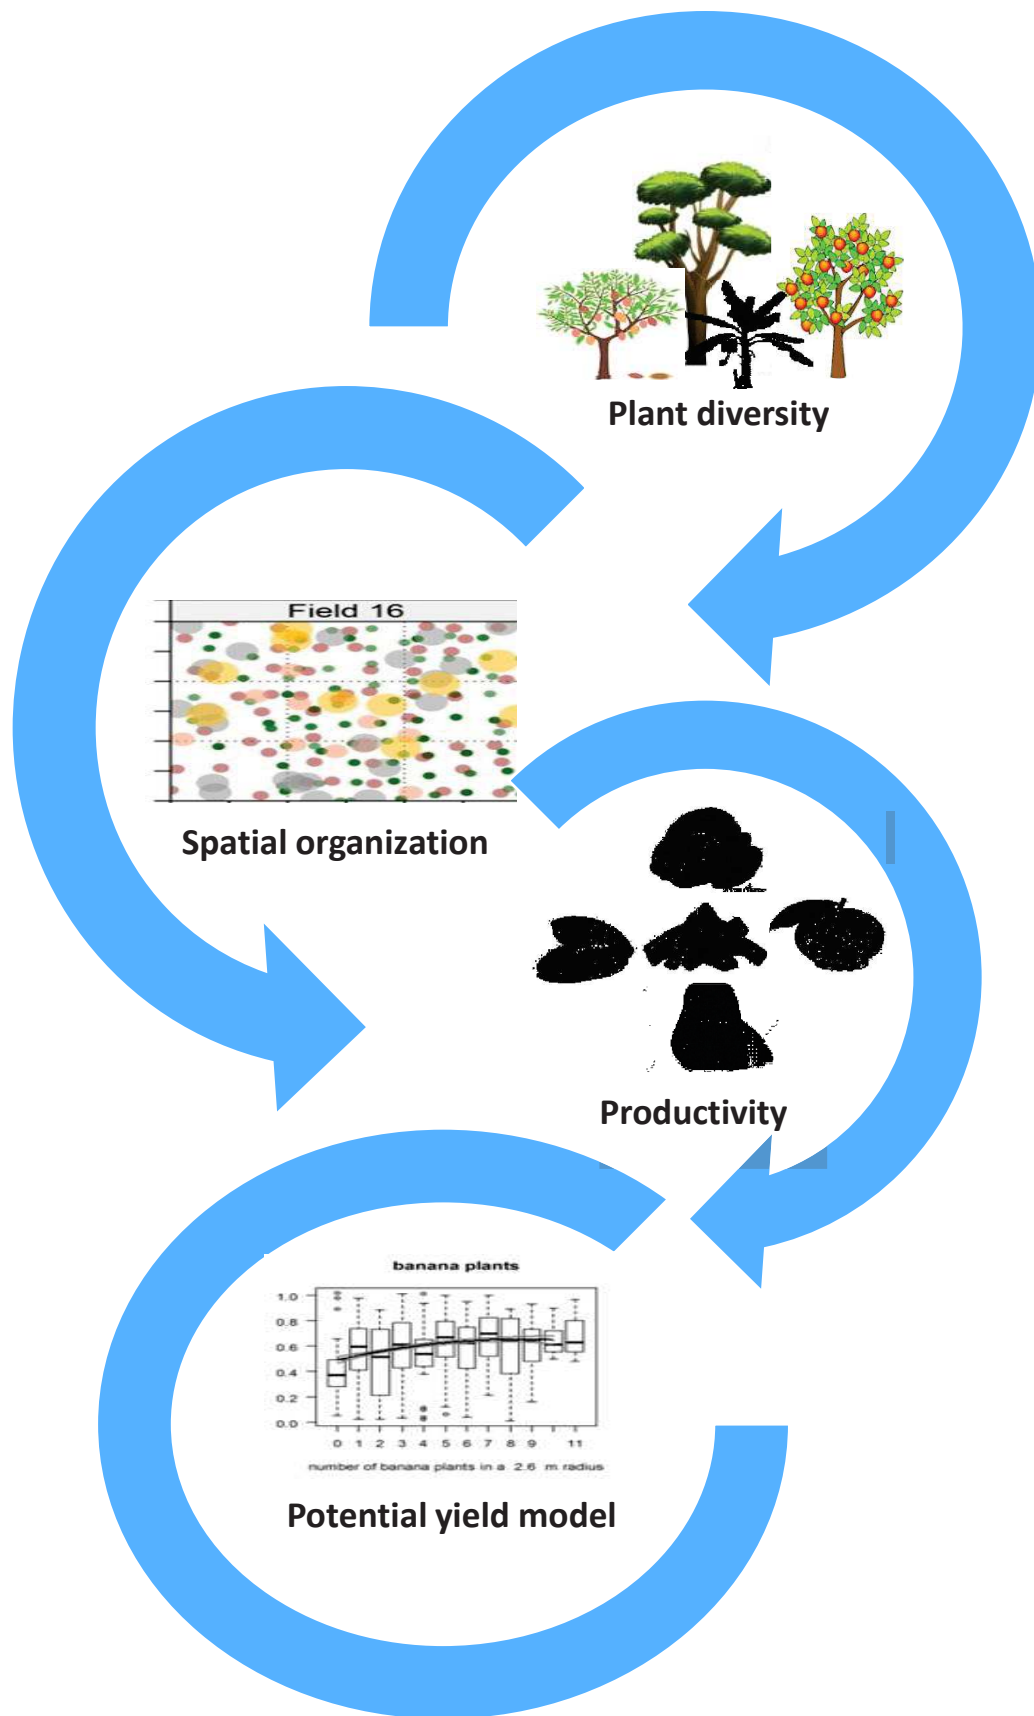 Plant diversity
Field 16
Spatial organization
Productivity
banana plants
1.0
0.8
0.6
0.4
0.2
0.0
0 1 2 3 4 5 6 7 8 9 11
number of banana plants in a 2.6 m radius
Potential yield model